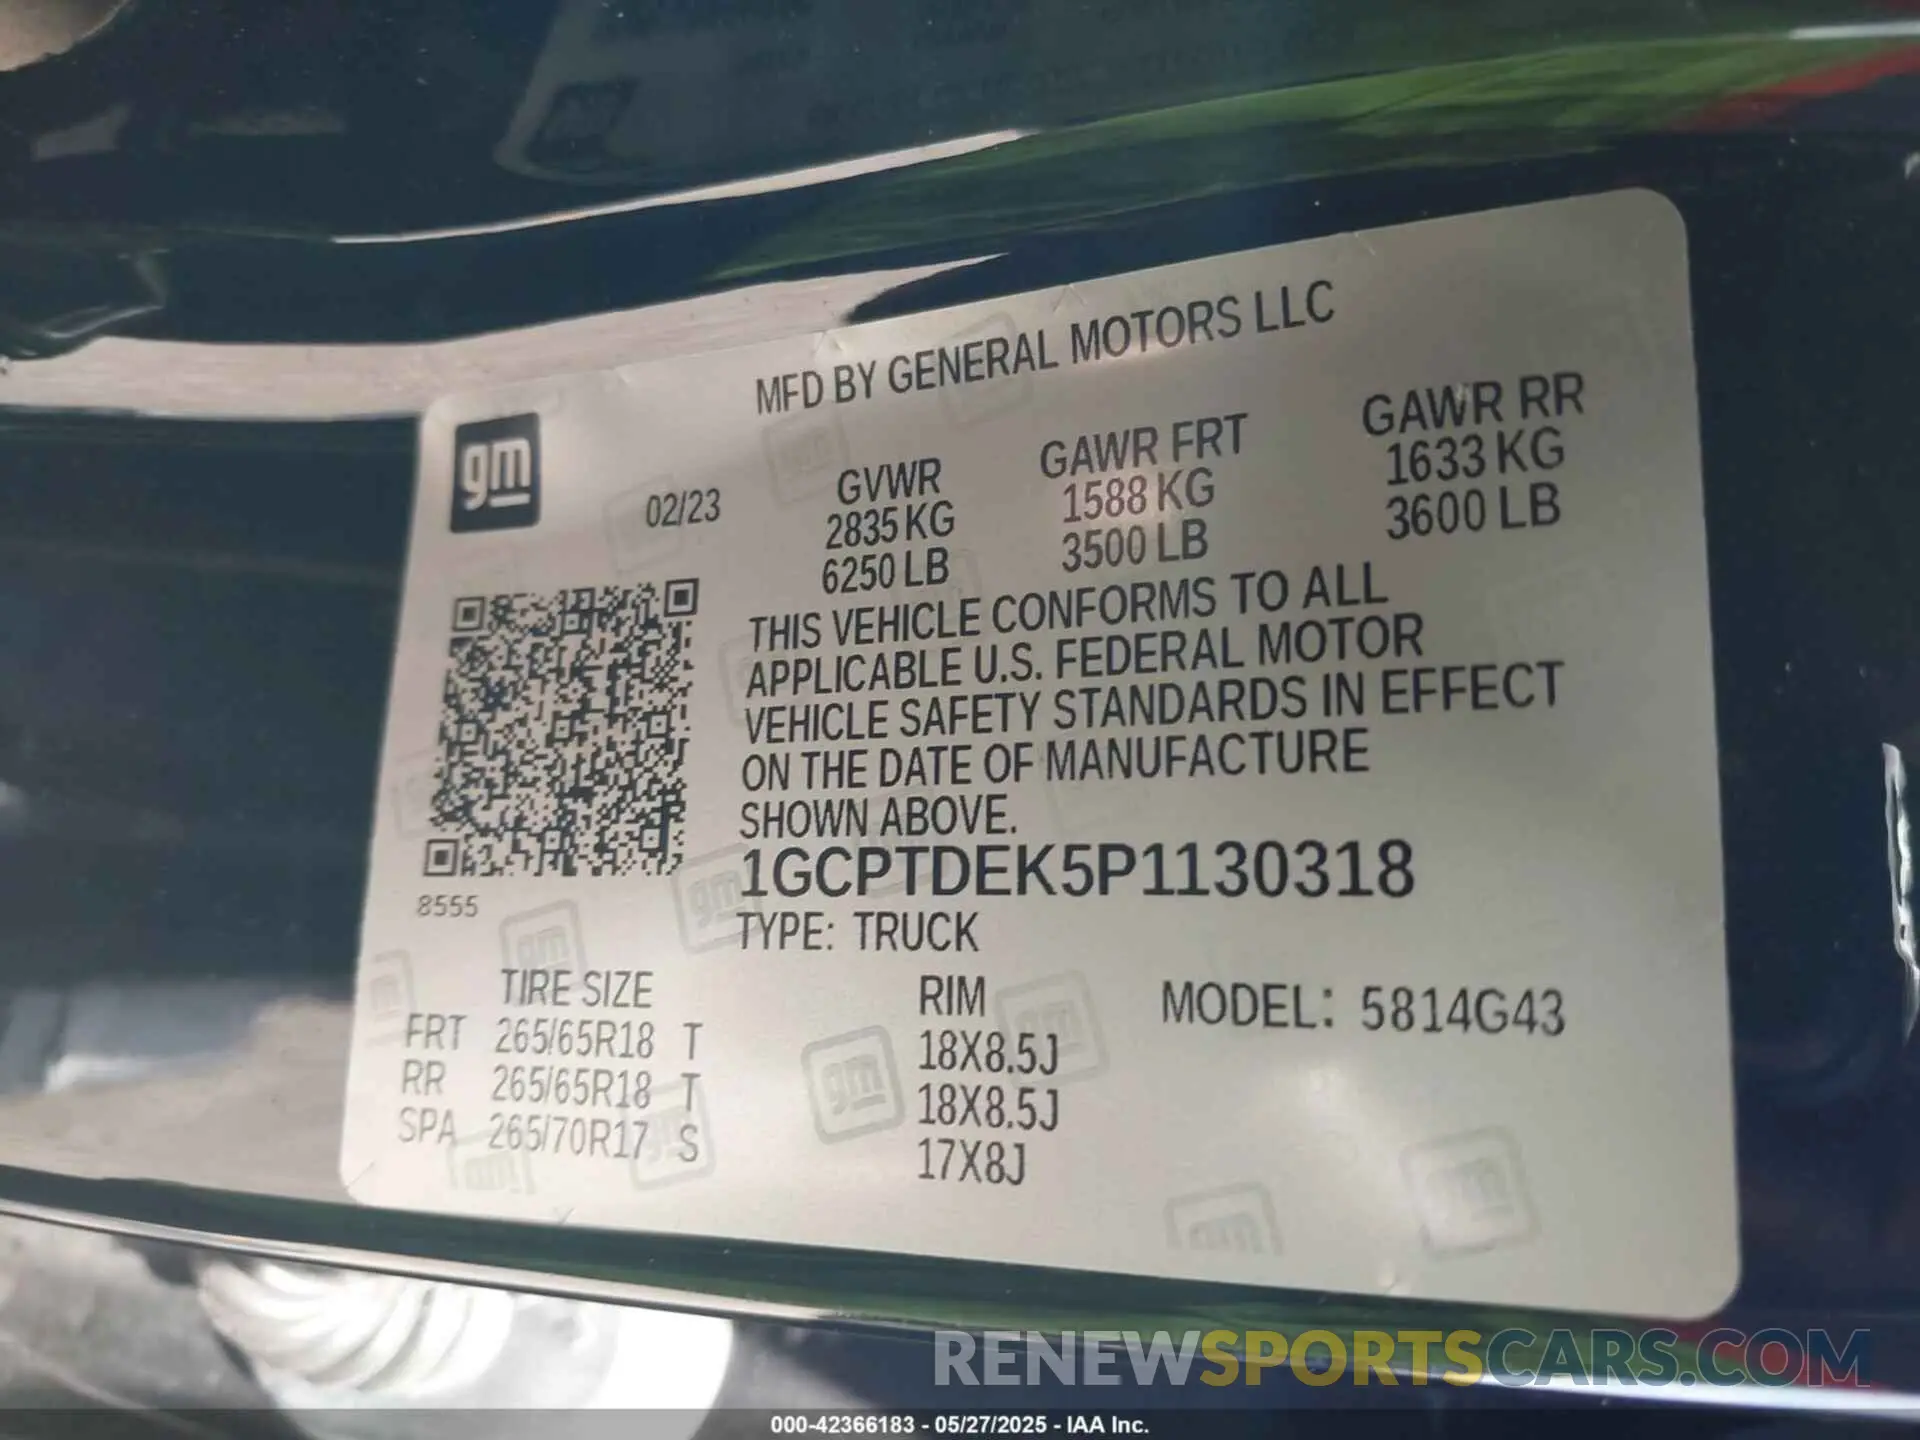 MFD BY GENERAL MOTORS LLC
gm
02/23
GVWR
2835 KG
6250 LB
GAWR FRT
1588 KG
3500 LB
GAWR RR
1633 KG
3600 LB
THIS VEHICLE CONFORMS TO ALL
APPLICABLE U.S. FEDERAL MOTOR
VEHICLE SAFETY STANDARDS IN EFFECT
ON THE DATE OF MANUFACTURE
SHOWN ABOVE.
8555
1GCPTDEK5P1130318
TYPE: TRUCK
TIRE SIZE RIM MODEL: 5814G43
FRT 265/65R18 T 18X8.5J
RR 265/65R18 T 18X8.5J
SPA 265/70R17 S 17X8J
RENEWSPORTSCARS.COM
000-42366183 - 05/27/2025 - IAA Inc.